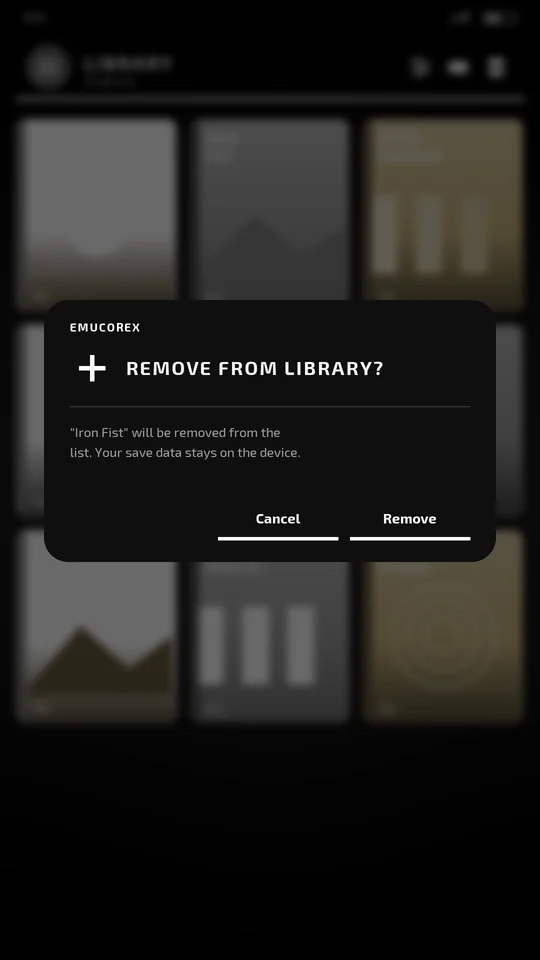 LIBRARY
EMUCOREX
REMOVE FROM LIBRARY?
"Iron Fist" will be removed from the
list. Your save data stays on the device.
Cancel
Remove